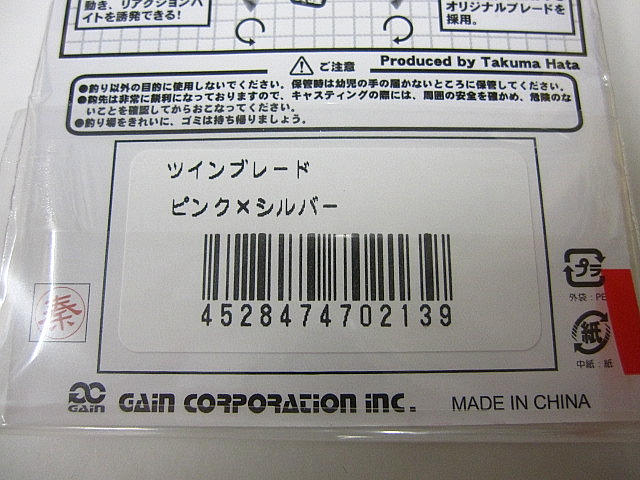 動き、リアクションバ
イトを誘発できる!
オリジナルブレードを
採用。
Produced by Takuma Hata
ご注意
●釣り以外の目的に使用しないでください。保管時は幼児の手の届かないところに保管してください。
●釣先は非常に鋭利になっておりますので、キャスティングの際には、周囲の安全を確かめ、危険のな
いことを確認してからおこなってください。
●釣り場をきれいに、ゴミは持ち帰りましょう。
ツインブレード
ピンク×シルバー
4528474702139
秦
プラ
外袋:PE
紙
中紙:紙
GAIN
GAIN CORPORATION INC.
MADE IN CHINA